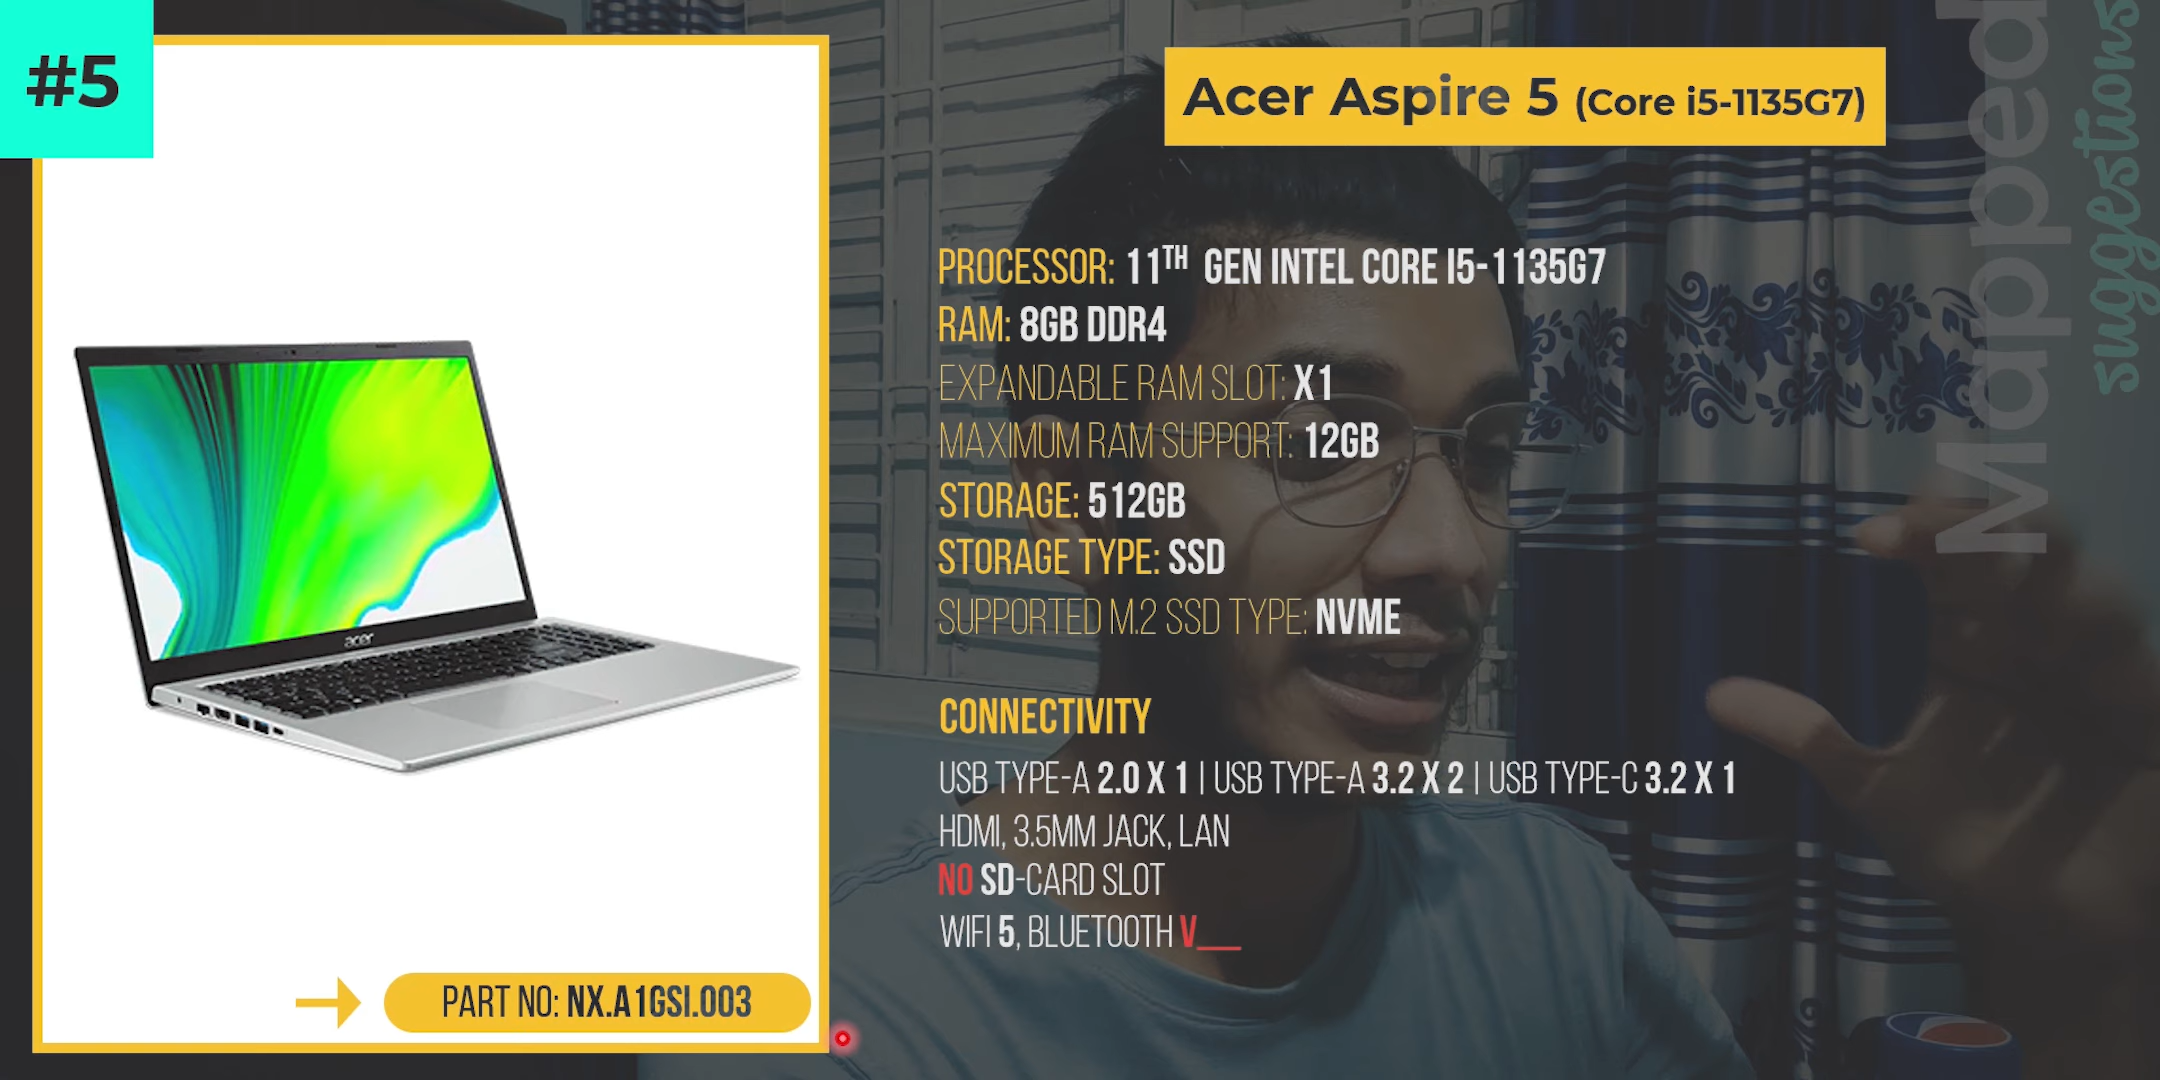 #5
Acer Aspire 5 (Core i5-1135G7)
PROCESSOR: 11TH GEN INTEL CORE I5-1135G7
RAM: 8GB DDR4
EXPANDABLE RAM SLOT: X1
MAXIMUM RAM SUPPORT: 12GB
STORAGE: 512GB
STORAGE TYPE: SSD
SUPPORTED M.2 SSD TYPE: NVME
CONNECTIVITY
USB TYPE-A 2.0 X 1 | USB TYPE-A 3.2 X 2 | USB TYPE-C 3.2 X 1
HDMI, 3.5MM JACK, LAN
NO SD-CARD SLOT
WIFI 5, BLUETOOTH V__
acer
PART NO: NX.A1GSI.003
Mapped
suggestions